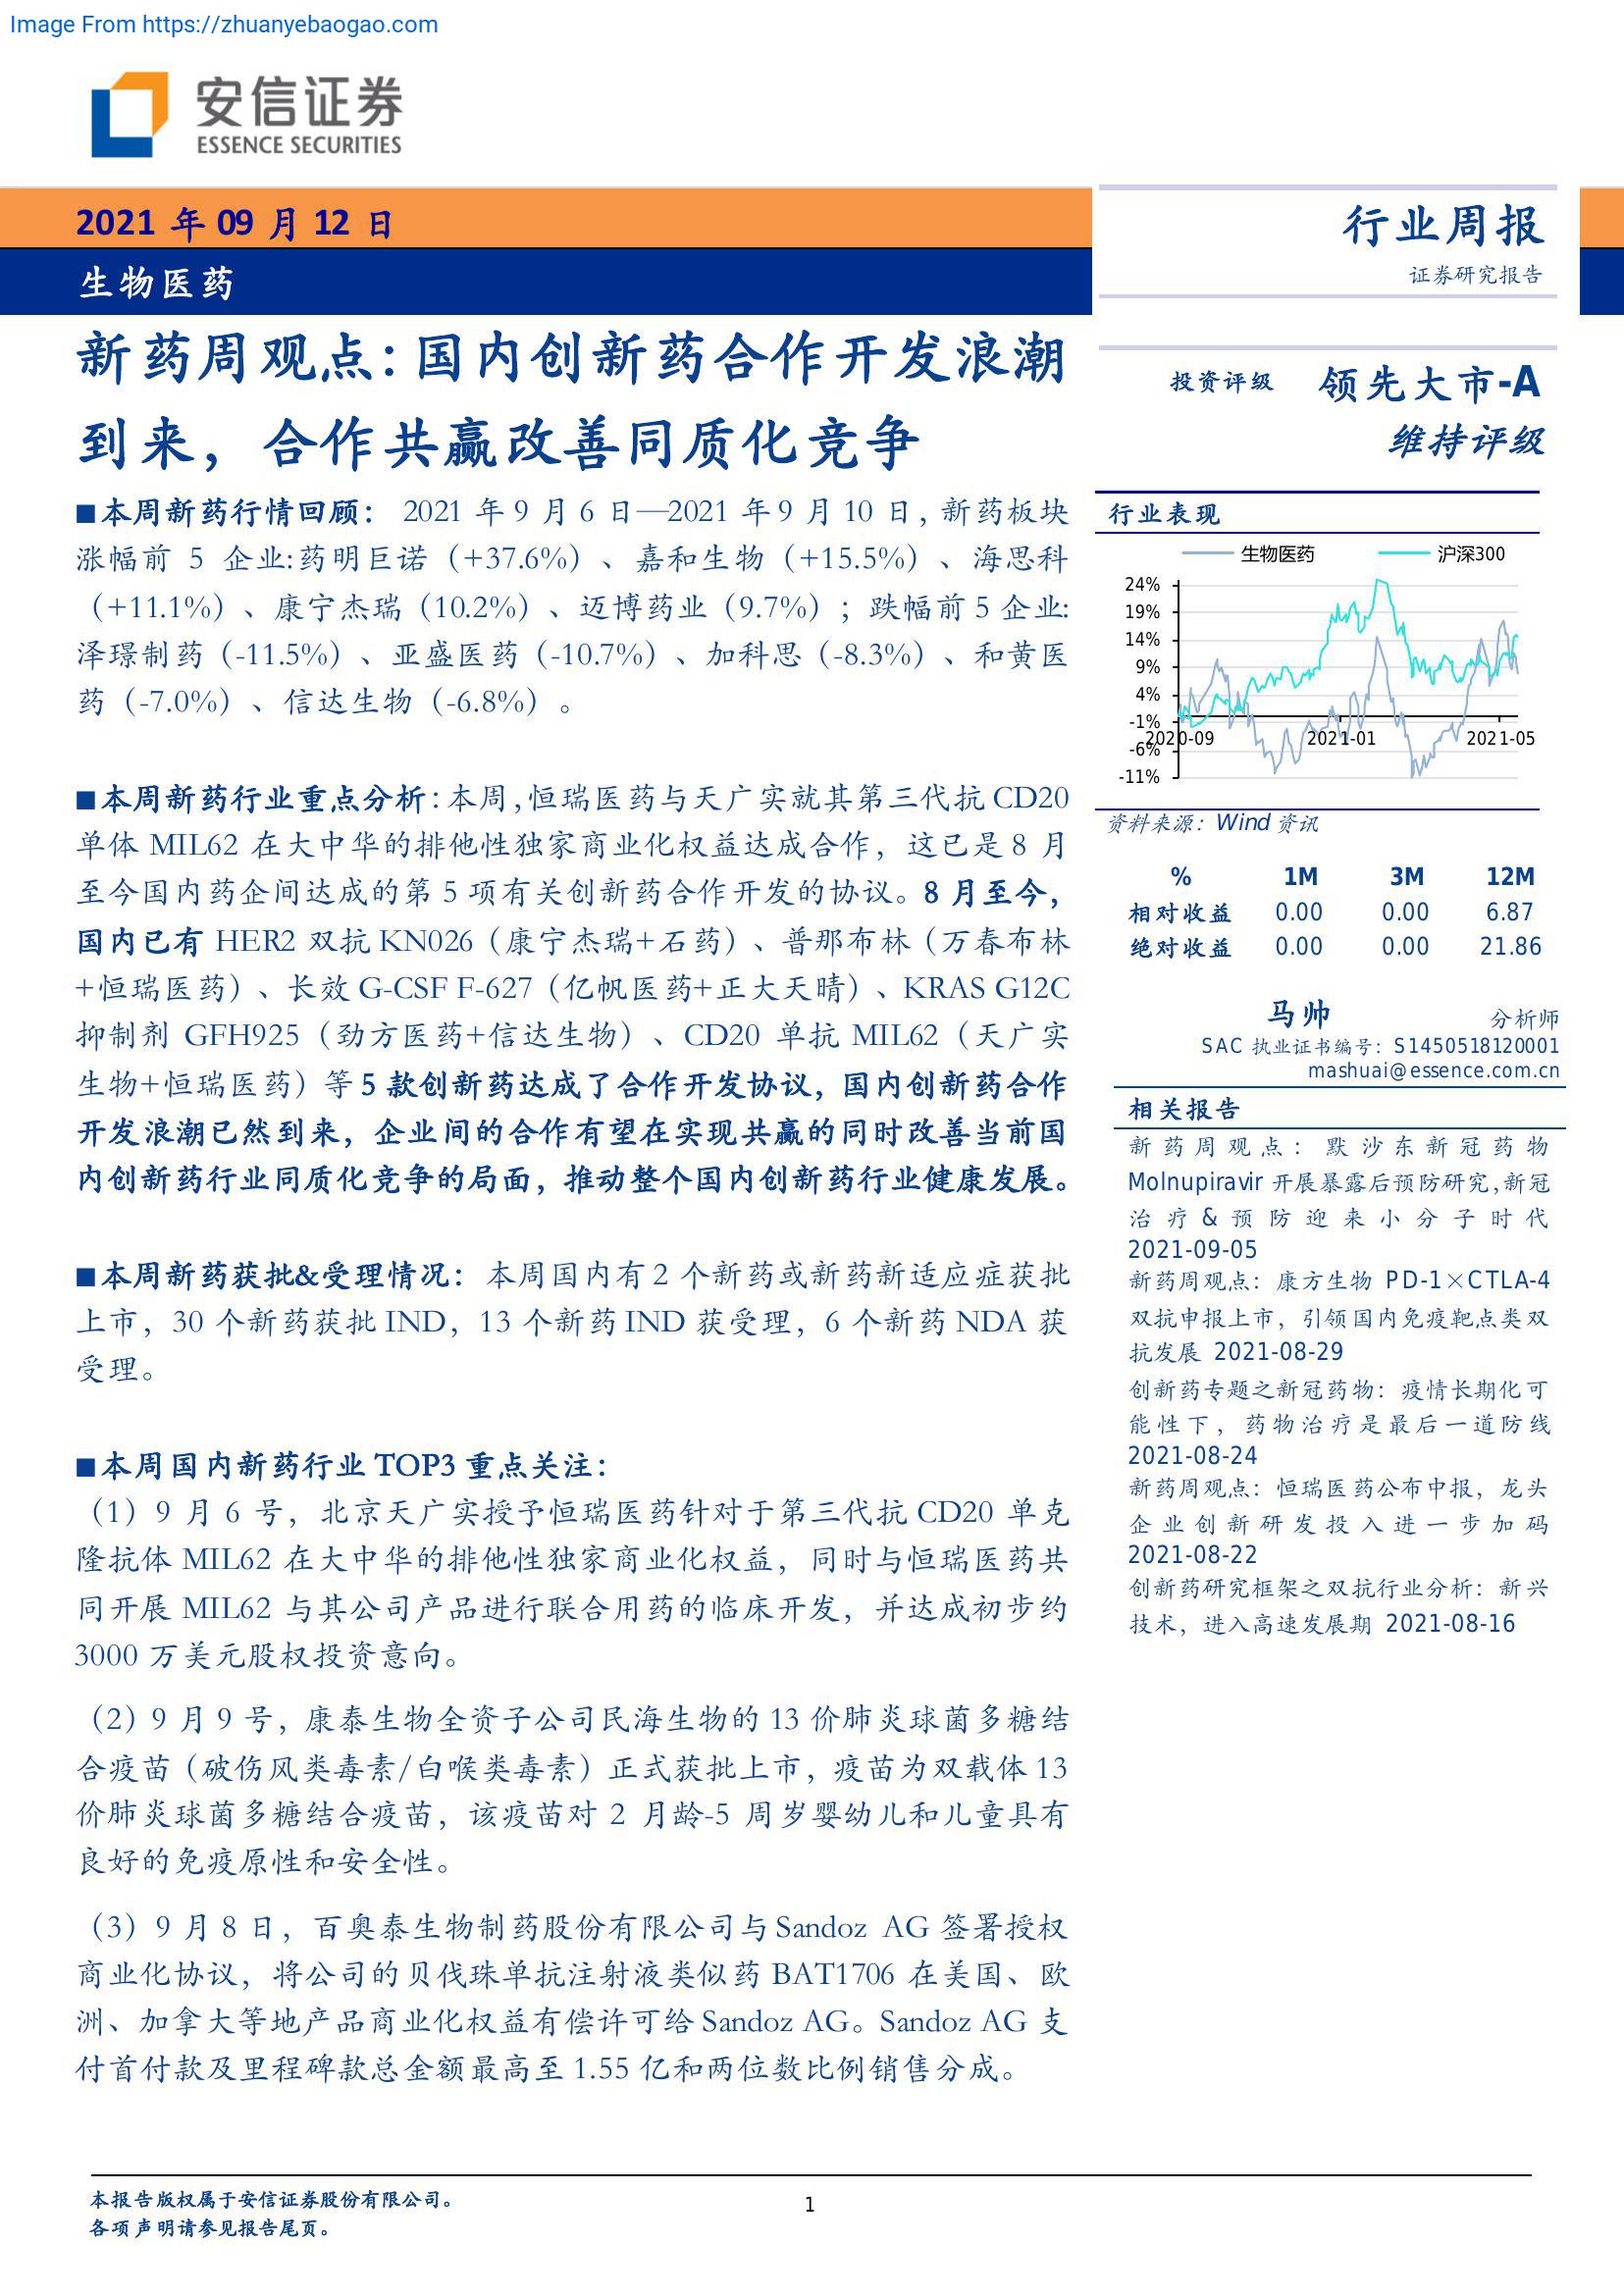 Image From https://zhuanyebaogao.com
安信证券
ESSENCE SECURITIES
2021 年 09 月 12 日
生物医药
行业周报
证券研究报告
新药周观点：国内创新药合作开发浪潮
到来，合作共赢改善同质化竞争
■本周新药行情回顾： 2021 年 9 月 6 日—2021 年 9 月 10 日，新药板块
涨幅前 5 企业:药明巨诺（+37.6%）、嘉和生物（+15.5%）、海思科
（+11.1%）、康宁杰瑞（10.2%）、迈博药业（9.7%）；跌幅前 5 企业:
泽璟制药（-11.5%）、亚盛医药（-10.7%）、加科思（-8.3%）、和黄医
药（-7.0%）、信达生物（-6.8%）。
■本周新药行业重点分析：本周，恒瑞医药与天广实就其第三代抗 CD20
单体 MIL62 在大中华的排他性独家商业化权益达成合作，这已是 8 月
至今国内药企间达成的第 5 项有关创新药合作开发的协议。8 月至今，
国内已有 HER2 双抗 KN026（康宁杰瑞+石药）、普那布林（万春布林
+恒瑞医药）、长效 G-CSF F-627（亿帆医药+正大天晴）、KRAS G12C
抑制剂 GFH925（劲方医药+信达生物）、CD20 单抗 MIL62（天广实
生物+恒瑞医药）等 5 款创新药达成了合作开发协议，国内创新药合作
开发浪潮已然到来，企业间的合作有望在实现共赢的同时改善当前国
内创新药行业同质化竞争的局面，推动整个国内创新药行业健康发展。
■本周新药获批&受理情况：本周国内有 2 个新药或新药新适应症获批
上市，30 个新药获批 IND，13 个新药 IND 获受理，6 个新药 NDA 获
受理。
■本周国内新药行业 TOP3 重点关注：
（1）9 月 6 号，北京天广实授予恒瑞医药针对于第三代抗 CD20 单克
隆抗体 MIL62 在大中华的排他性独家商业化权益，同时与恒瑞医药共
同开展 MIL62 与其公司产品进行联合用药的临床开发，并达成初步约
3000 万美元股权投资意向。
（2）9 月 9 号，康泰生物全资子公司民海生物的 13 价肺炎球菌多糖结
合疫苗（破伤风类毒素/白喉类毒素）正式获批上市，疫苗为双载体 13
价肺炎球菌多糖结合疫苗，该疫苗对 2 月龄-5 周岁婴幼儿和儿童具有
良好的免疫原性和安全性。
（3）9 月 8 日，百奥泰生物制药股份有限公司与 Sandoz AG 签署授权
商业化协议，将公司的贝伐珠单抗注射液类似药 BAT1706 在美国、欧
洲、加拿大等地产品商业化权益有偿许可给 Sandoz AG。Sandoz AG 支
付首付款及里程碑款总金额最高至 1.55 亿和两位数比例销售分成。
投资评级 领先大市-A
维持评级
行业表现
生物医药 沪深300
24%
19%
14%
9%
4%
-1%
-6%
-11%
2020-09 2021-01 2021-05
资料来源：Wind 资讯
% 1M 3M 12M
相对收益 0.00 0.00 6.87
绝对收益 0.00 0.00 21.86
马帅 分析师
SAC 执业证书编号：S1450518120001
mashuai@essence.com.cn
相关报告
新药周观点：默沙东新冠药物
Molnupiravir 开展暴露后预防研究，新冠
治疗&预防迎来小分子时代
2021-09-05
新药周观点：康方生物 PD-1×CTLA-4
双抗申报上市，引领国内免疫靶点类双
抗发展 2021-08-29
创新药专题之新冠药物：疫情长期化可
能性下，药物治疗是最后一道防线
2021-08-24
新药周观点：恒瑞医药公布中报，龙头
企业创新研发投入进一步加码
2021-08-22
创新药研究框架之双抗行业分析：新兴
技术，进入高速发展期 2021-08-16
本报告版权属于安信证券股份有限公司。
各项声明请参见报告尾页。
1